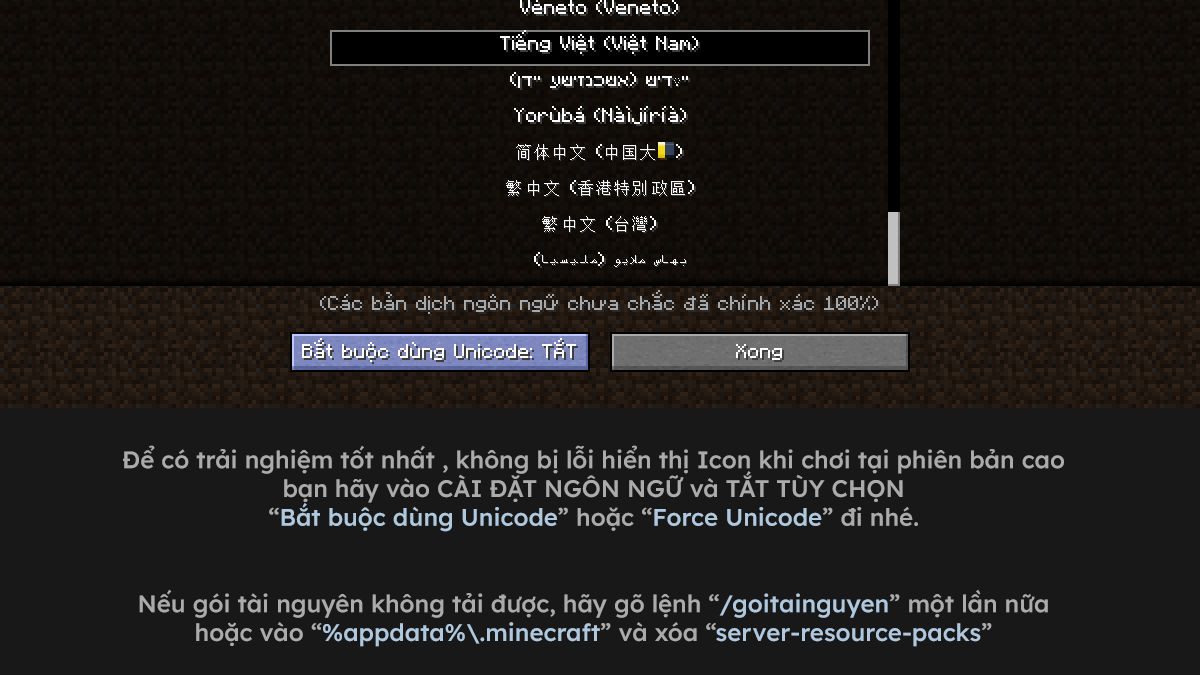 Vèneto (Veneto)
Tiếng Việt (Việt Nam)
ייִדיש (אשכנזישע יידן)
Yorùbá (Nàìjíríà)
简体中文 (中国大)
繁中文 (香港特別政區)
繁中文 (台灣)
بهاس ملايو (مليسيا)
(Các bản dịch ngôn ngữ chưa chắc đã chính xác 100%)
Bắt buộc dùng Unicode: TẮT
Xong
Để có trải nghiệm tốt nhất , không bị lỗi hiển thị Icon khi chơi tại phiên bản cao
bạn hãy vào CÀI ĐẶT NGÔN NGỮ và TẮT TÙY CHỌN
“Bắt buộc dùng Unicode” hoặc “Force Unicode” đi nhé.
Nếu gói tài nguyên không tải được, hãy gõ lệnh “/goitainguyen” một lần nữa
hoặc vào “%appdata%\.minecraft” và xóa “server-resource-packs”